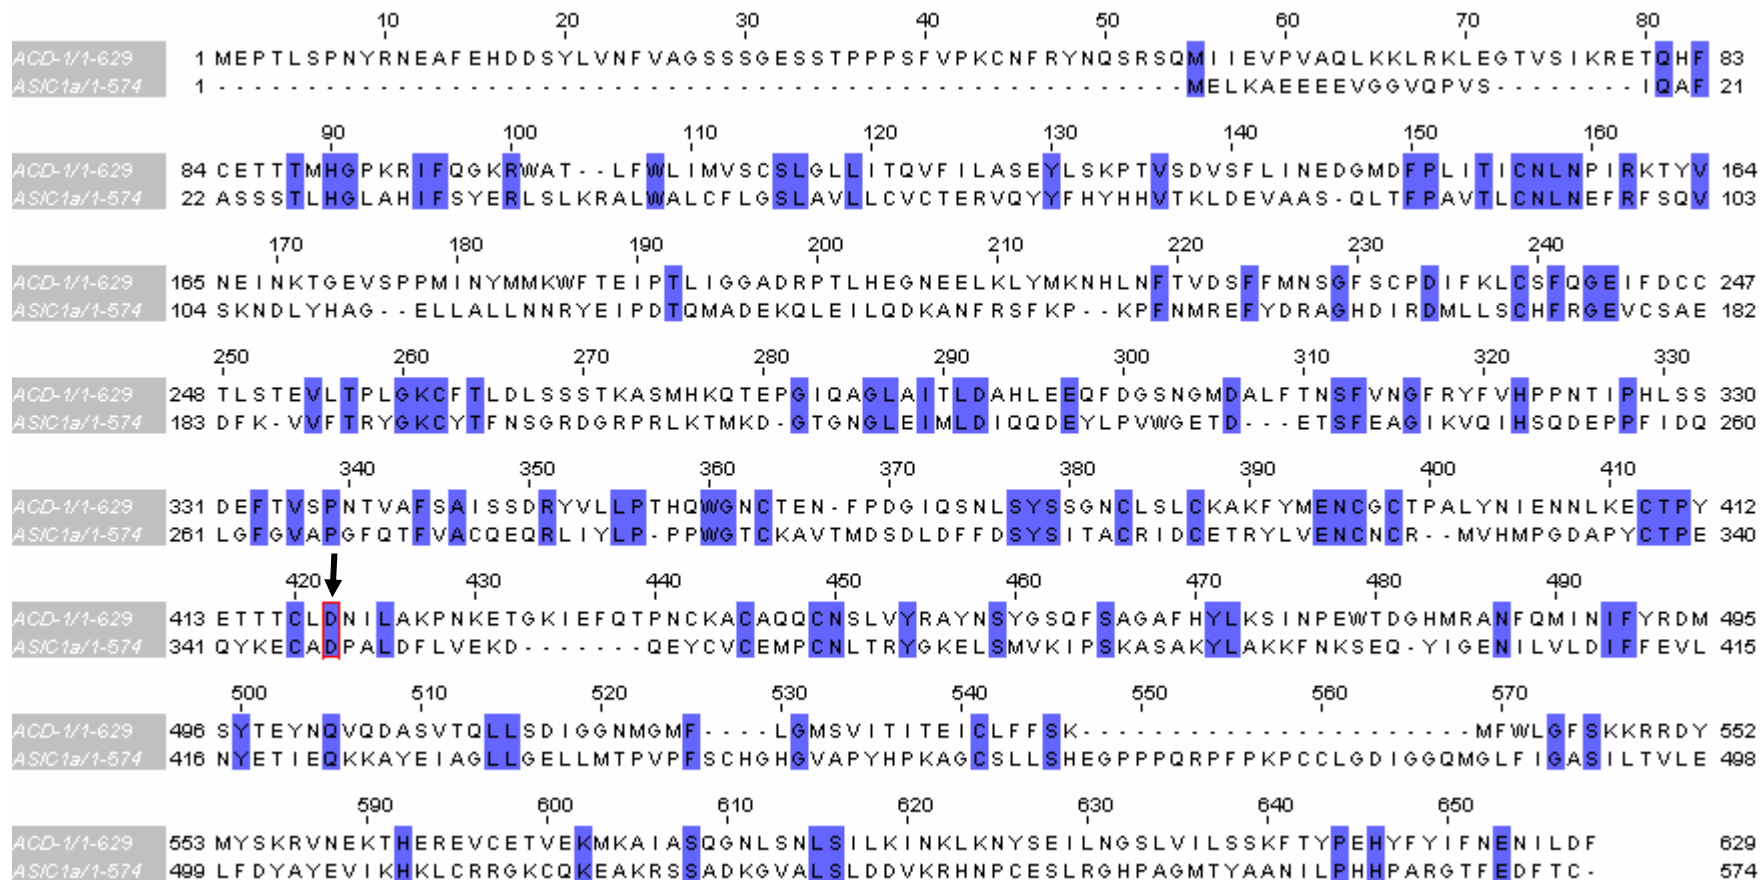 10 20 30 40 50 60 70 80
ACD-1/1-629 1 MEPTLSPNYRNEAFEHDDSYLVNFVAGSSSGESSTPPPSFVPKCNFRYNQSRSQMIIEVPVAQLKKLRKLEGTVSIKRETQHF 83
ASIC1a/1-574 1 ------------------------------------------------------MELKAEEEEVGGVQPVS--------IQAF 21
90 100 110 120 130 140 150 160
ACD-1/1-629 84 CETTTMHGPKRIFQGKRWAT--LFWLIMVSCSLGLLITQVFILASEYLSKPTVSDVSFLINEDGMDFPLITICNLNPIRKTYV 164
ASIC1a/1-574 22 ASSSTLHGLAHIFSYERLSLKRALWALCFLGSLAVLLCVCTERVQYYFHYHHVTKLDEVAAS-QLTFPAVTLCNLNEFRFSQV 103
170 180 190 200 210 220 230 240
ACD-1/1-629 165 NEINKTGEVSPPMINYMMKWFTEIPTLIGGADRPTLHEGNEELKLYMKNHLNFTVDSFFMNSGFSCPDIFKLCSFQGEIFDCC 247
ASIC1a/1-574 104 SKNDLYHAG--ELLALLNNRYEIPDTQMADEKQLEILQDKANFRSFKP--KPFNMREFYDRAGHDIRDMLLSCHFRGEVCSAE 182
250 260 270 280 290 300 310 320 330
ACD-1/1-629 248 TLSTEVLTPLGKCFTLDLSSSTKASMHKQTEPGIQAGLAITLDAHLEEQFDGSNGMDALFTNSFVNGFRYFVHPPNTIPHLSS 330
ASIC1a/1-574 183 DFK-VVFTRYGKCYTFNSGRDGRPRLKTMKD-GTGNGLEIMLDIQQDEYLPVWGETD---ETSFEAGIKVQIHSQDEPPFIDQ 260
340 350 360 370 380 390 400 410
ACD-1/1-629 331 DEFTVSPNTVAFSAISSDRYVLLPTHQWGNCTEN-FPDGIQSNLSYSSGNCLSLCKAKFYMENCGCTPALYNIENNLKECTPY 412
ASIC1a/1-574 261 LGFGVAPGFQTFVACQEQRLIYLP-PPWGTCKAVTMDSDLDFFDSYSITACRIDCETRYLVENCNCR--MVHMPGDAPYCTPE 340
420 430 440 450 460 470 480 490
ACD-1/1-629 413 ETTTCLDNILAKPNKETGKIEFQTPNCKACAQQCNSLVYRAYNSYGSQFSAGAFHYLKSINPEWTDGHMRANFQMINIFYRDM 495
ASIC1a/1-574 341 QYKECADPALDFLVEKD-------QEYCVCEMPCNLTRYGKELSMVKIPSKASAKYLAKKFNKSEQ-YIGENILVLDIFFEVL 415
500 510 520 530 540 550 560 570
ACD-1/1-629 496 SYTEYNQVQDASVTQLLSDIGGNMGMF----LGMSVITITEICLFFSK----------------------MFWLGFSKKRRDY 552
ASIC1a/1-574 416 NYETIEQKKAYEIAGLLGELLMTPVPFSCHGHGVAPYHPKAGCSLLSHEGPPPQRPFPKPCCLGDIGGQMGLFIGASILTVLE 498
590 600 610 620 630 640 650
ACD-1/1-629 553 MYSKRVNEKTHEREVCETVEKMKAIASQGNLSNLSILKINKLKNYSEILNGSLVILSSKFTYPEHYFYIFNENILDF 629
ASIC1a/1-574 499 LFDYAYEVIKHKLCRRGKCQKEAKRSSADKGVALSLDDVKRHNPCESLRGHPAGMTYAANILPHHPARGTFEDFTC- 574